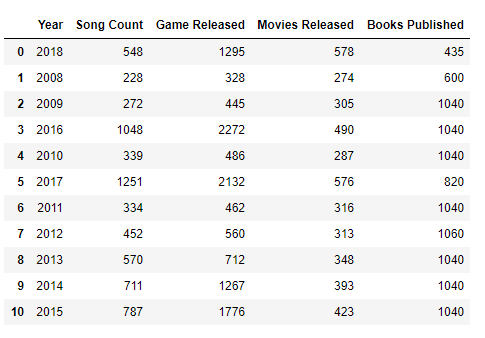 Year Song Count Game Released Movies Released Books Published
0 2018 548 1295 578 435
1 2008 228 328 274 600
2 2009 272 445 305 1040
3 2016 1048 2272 490 1040
4 2010 339 486 287 1040
5 2017 1251 2132 576 820
6 2011 334 462 316 1040
7 2012 452 560 313 1060
8 2013 570 712 348 1040
9 2014 711 1267 393 1040
10 2015 787 1776 423 1040